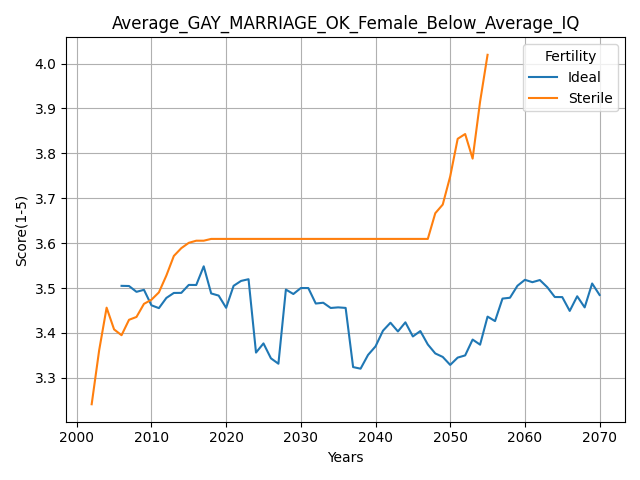 Average_GAY_MARRIAGE_OK_Female_Below_Average_IQ
Fertility
Ideal
Sterile
Score(1-5)
4.0
3.9
3.8
3.7
3.6
3.5
3.4
3.3
2000 2010 2020 2030 2040 2050 2060 2070
Years